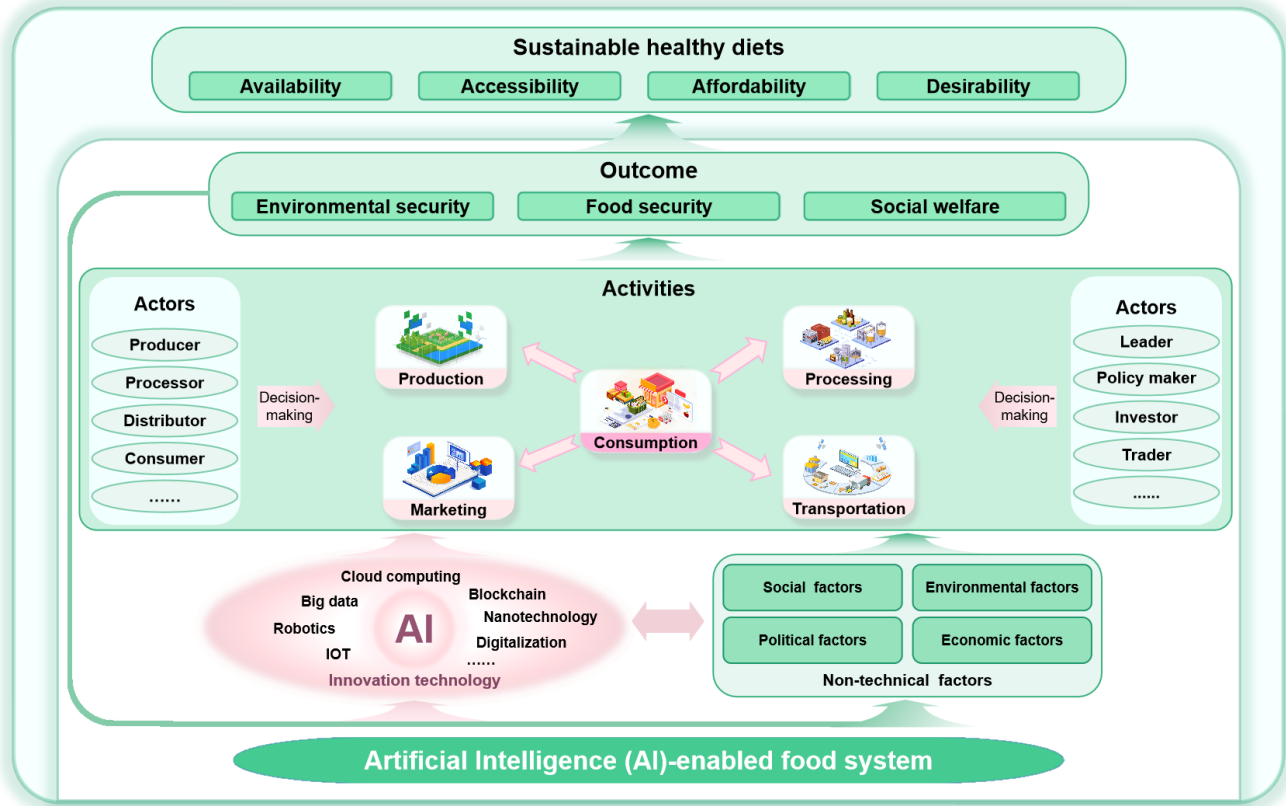 Sustainable healthy diets
Availability
Accessibility
Affordability
Desirability
Outcome
Environmental security
Food security
Social welfare
Activities
Actors
Producer
Processor
Distributor
Consumer
......
Decision-
making
Production
Processing
Consumption
Marketing
Transportation
Decision-
making
Actors
Leader
Policy maker
Investor
Trader
......
Cloud computing
Big data
Robotics
IOT
AI
Blockchain
Nanotechnology
Digitalization
......
Innovation technology
Social factors
Environmental factors
Political factors
Economic factors
Non-technical factors
Artificial Intelligence (AI)-enabled food system